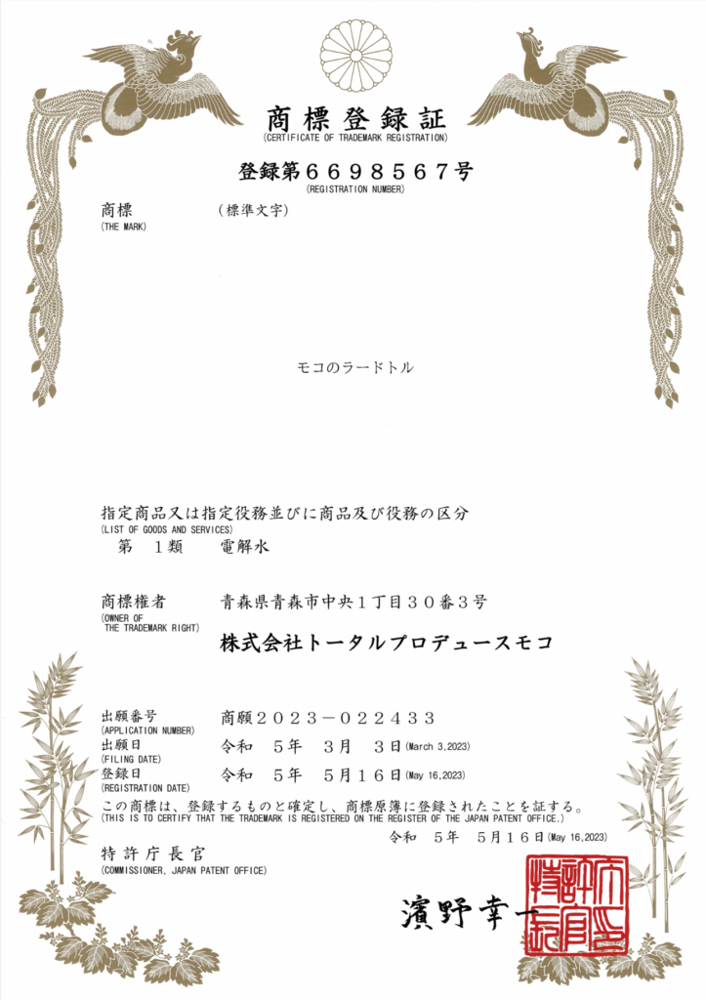 商標登録証
(CERTIFICATE OF TRADEMARK REGISTRATION)
登録第6698567号
(REGISTRATION NUMBER)
商標 (標準文字)
(THE MARK)
モコのラードトル
指定商品又は指定役務並びに商品及び役務の区分
(LIST OF GOODS AND SERVICES)
第 1類 電解水
商標権者 青森県青森市中央1丁目30番3号
(OWNER OF
THE TRADEMARK RIGHT)
株式会社トータルプロデュースモコ
出願番号 商願2023-022433
(APPLICATION NUMBER)
出願日 令和 5年 3月 3日(March 3,2023)
(FILING DATE)
登録日 令和 5年 5月16日(May 16,2023)
(REGISTRATION DATE)
この商標は、登録するものと確定し、商標原簿に登録されたことを証する。
(THIS IS TO CERTIFY THAT THE TRADEMARK IS REGISTERED ON THE REGISTER OF THE JAPAN PATENT OFFICE.)
令和 5年 5月16日(May 16,2023)
特許庁長官
(COMMISSIONER, JAPAN PATENT OFFICE)
濱野幸一
特許庁長官之印